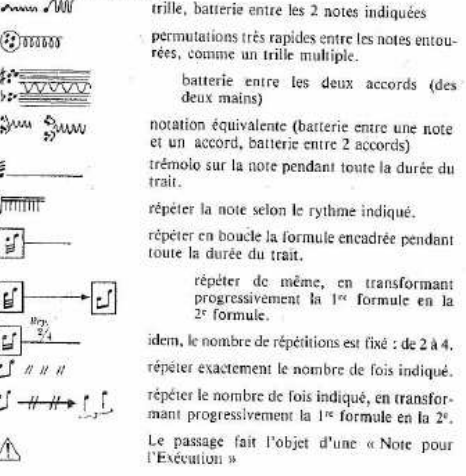 trille, batterie entre les 2 notes indiquées
permutations très rapides entre les notes entou-
rées, comme un trille multiple.
batterie entre les deux accords (des
deux mains)
notation équivalente (batterie entre une note
et un accord, batterie entre 2 accords)
trémolo sur la note pendant toute la durée du
trait.
répéter la note selon le rythme indiqué.
répéter en boucle la formule encadrée pendant
toute la durée du trait.
répéter de même, en transformant
progressivement la 1re formule en la
2e formule.
Rep.
2/4
idem, le nombre de répétitions est fixé : de 2 à 4.
répéter exactement le nombre de fois indiqué.
répéter le nombre de fois indiqué, en transfor-
mant progressivement la 1re formule en la 2e.
Le passage fait l'objet d'une « Note pour
l'Exécution »